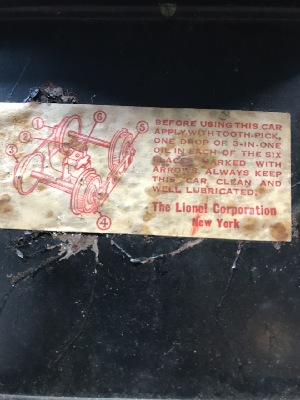 ① ② ③ ④ ⑤ ⑥
BEFORE USING THIS CAR
APPLY, WITH TOOTH-PICK,
ONE DROP OF 3-IN-ONE
OIL IN EACH OF THE SIX
PLACES MARKED WITH
ARROWS. ALWAYS KEEP
THIS CAR CLEAN AND
WELL LUBRICATED.
The Lionel Corporation
New York